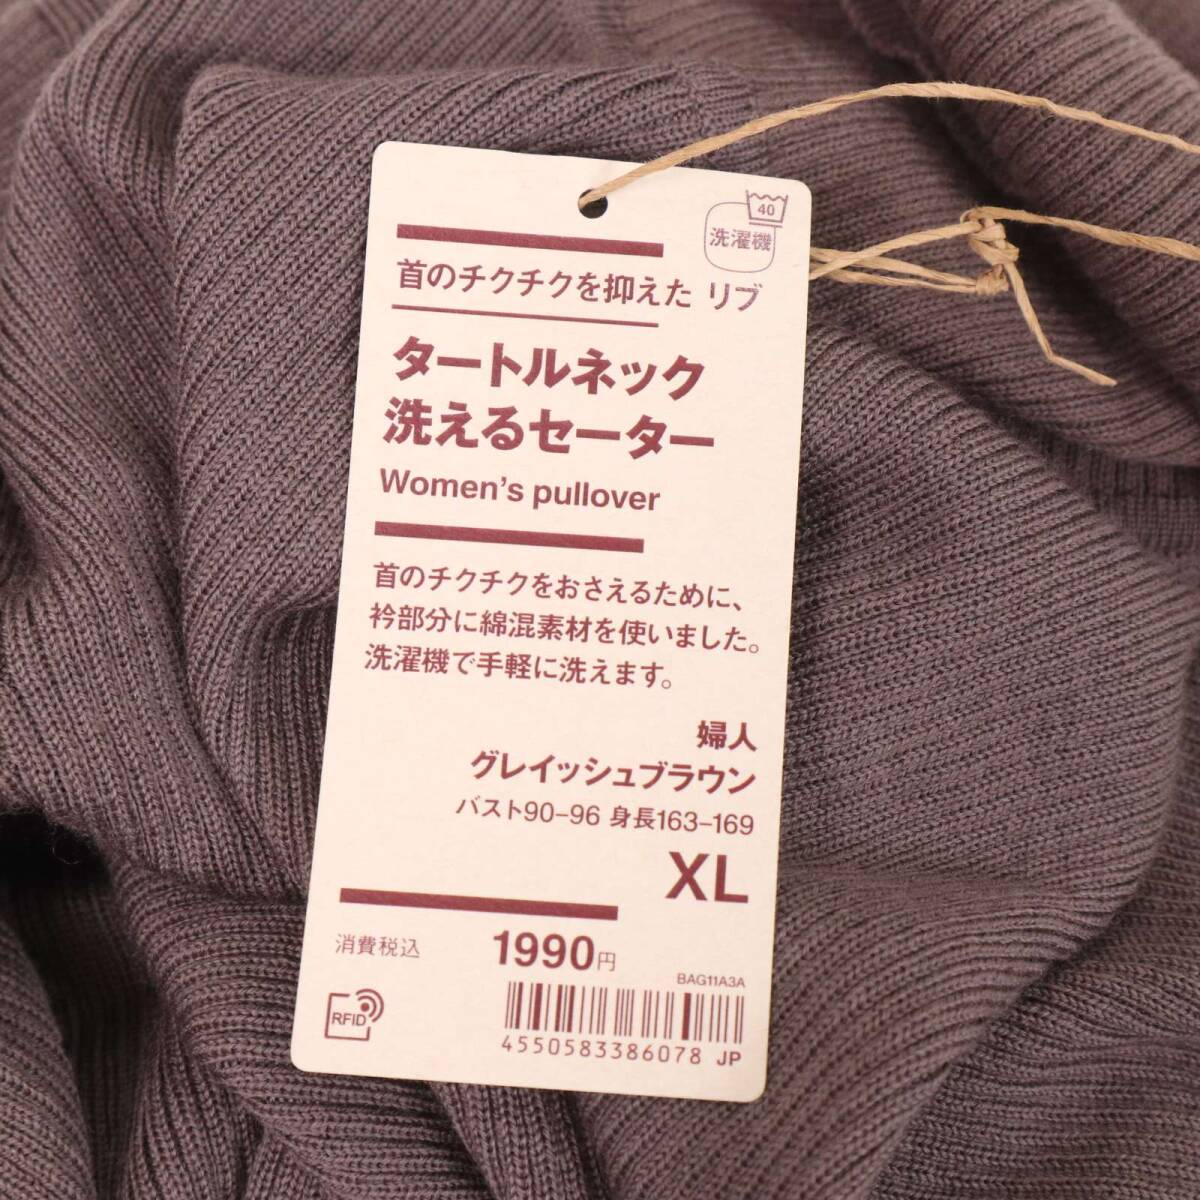 40
洗濯機
首のチクチクを抑えた リブ
タートルネック
洗えるセーター
Women's pullover
首のチクチクをおさえるために、
衿部分に綿混素材を使いました。
洗濯機で手軽に洗えます。
婦人
グレイッシュブラウン
バスト90-96 身長163-169
XL
消費税込 1990円
BAG11A3A
RFID
4550583386078 JP